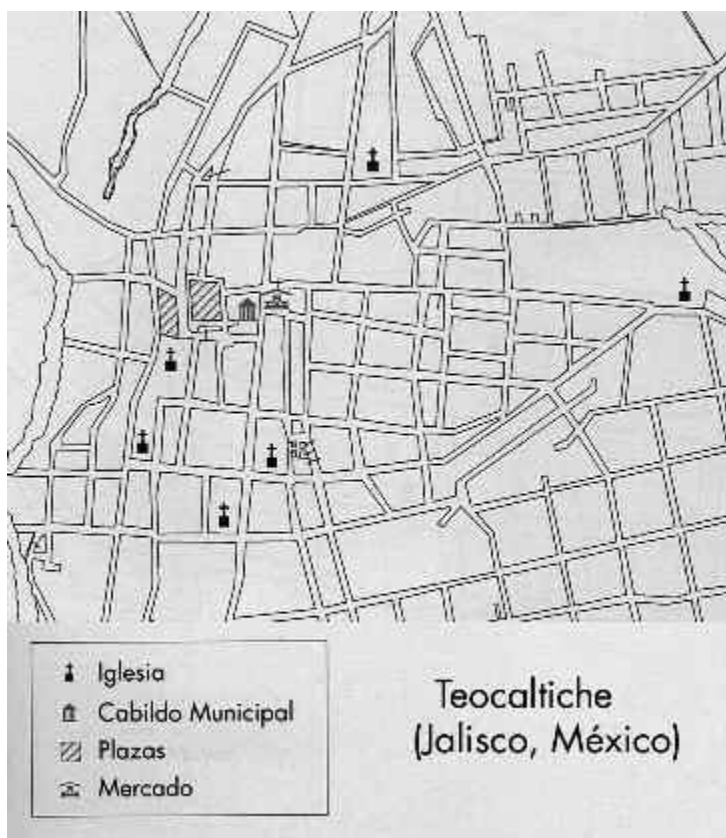 Iglesia
Cabildo Municipal
Plazas
Mercado
Teocaltiche
(Jalisco, México)